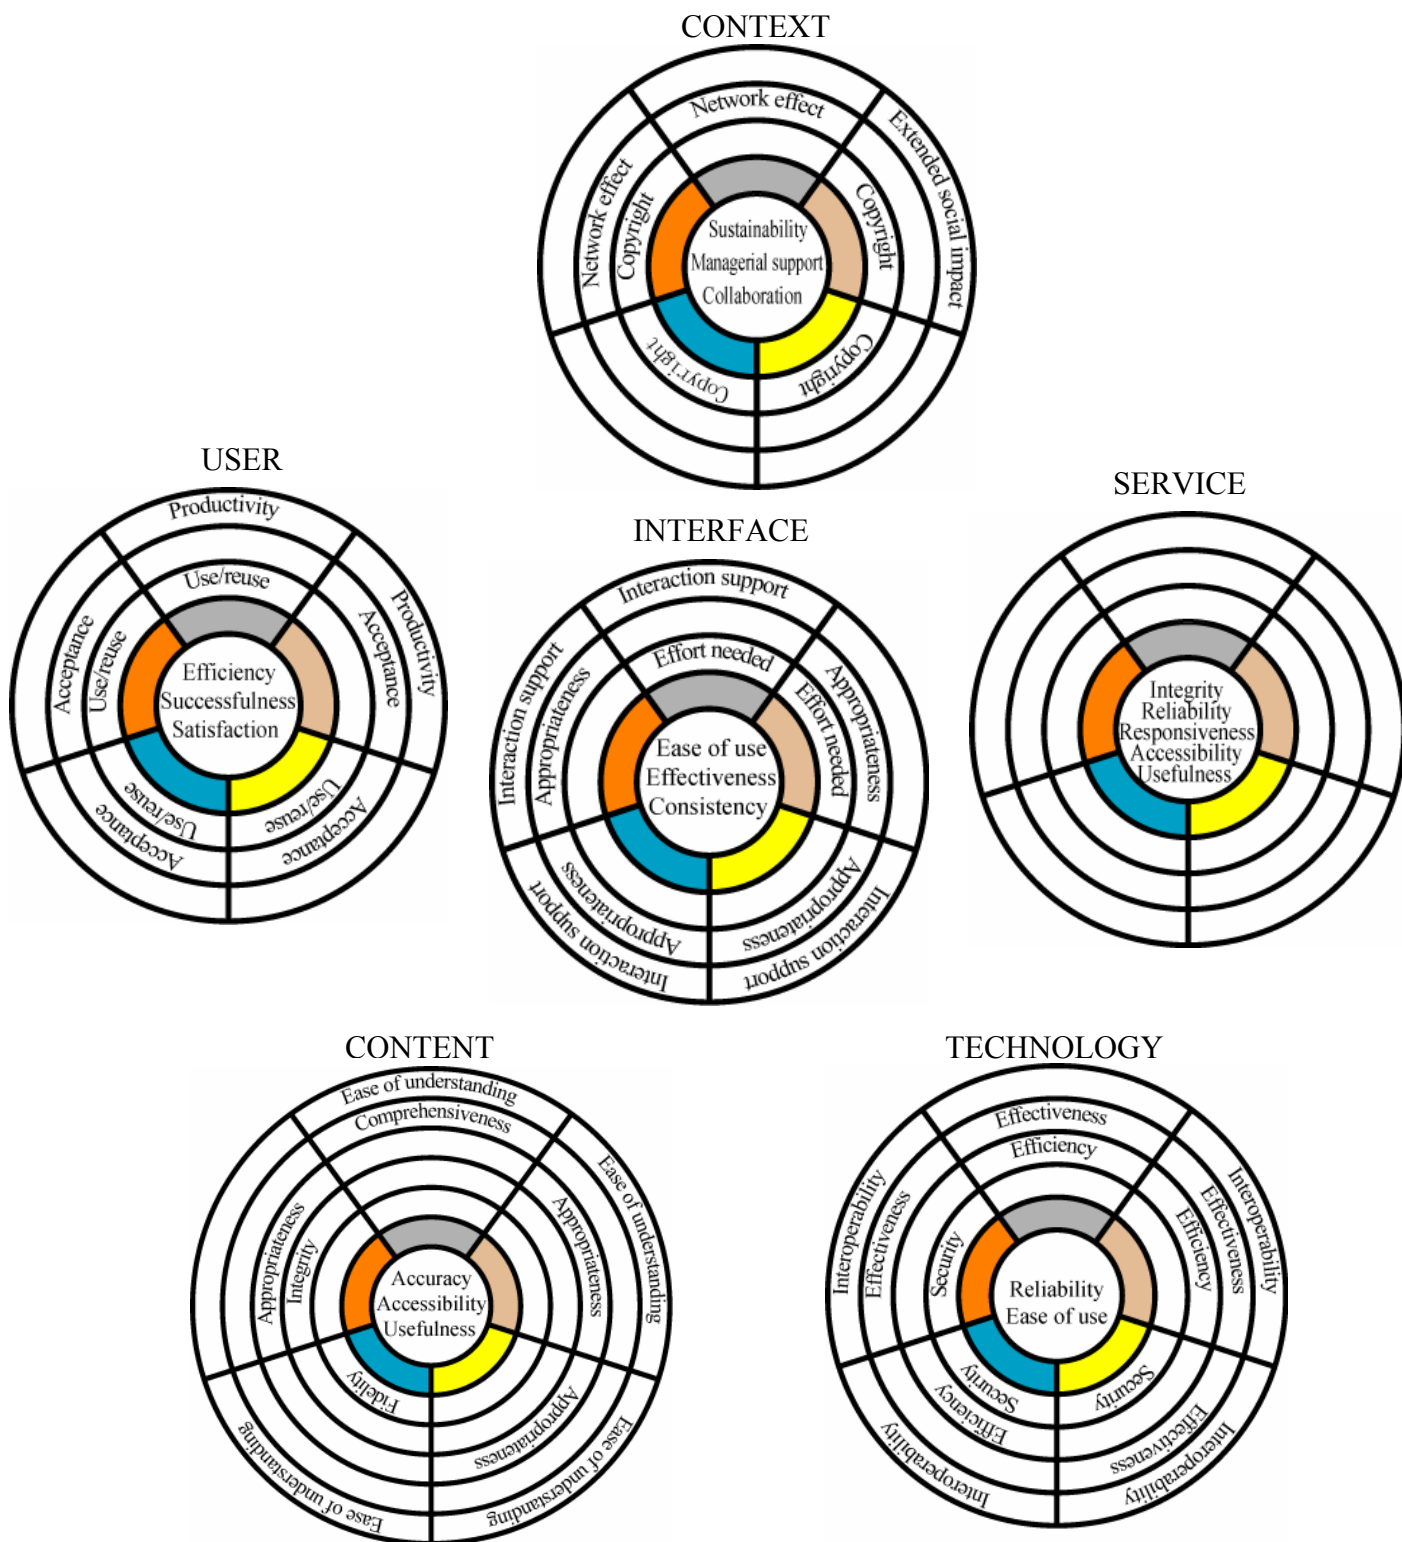 CONTEXT
Network effect
Extended social impact
Network effect
Copyright
Copyright
Sustainability
Managerial support
Collaboration
Copyright
Copyright
USER
Productivity
Productivity
Use/reuse
Acceptance
Acceptance
Use/reuse
Efficiency
Successfulness
Satisfaction
Use/reuse
Use/reuse
Acceptance
Acceptance
INTERFACE
Interaction support
Interaction support
Effort needed
Appropriateness
Appropriateness
Effort needed
Ease of use
Effectiveness
Consistency
Appropriateness
Appropriateness
Interaction support
Interaction support
SERVICE
Integrity
Reliability
Responsiveness
Accessibility
Usefulness
CONTENT
Ease of understanding
Comprehensiveness
Ease of understanding
Appropriateness
Appropriateness
Integrity
Accuracy
Accessibility
Usefulness
Fidelity
Appropriateness
Ease of understanding
Ease of understanding
TECHNOLOGY
Effectiveness
Efficiency
Interoperability
Interoperability
Effectiveness
Effectiveness
Efficiency
Security
Reliability
Ease of use
Security
Security
Efficiency
Effectiveness
Interoperability
Interoperability